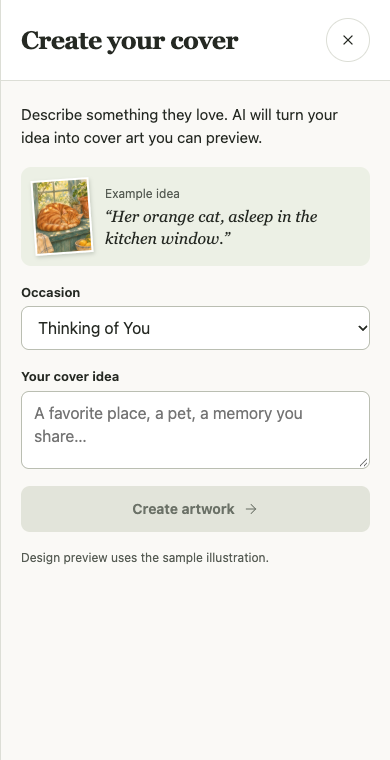 Create your cover
Describe something they love. AI will turn your
idea into cover art you can preview.
Example idea
“Her orange cat, asleep in the
kitchen window.”
Occasion
Thinking of You
Your cover idea
A favorite place, a pet, a memory you
share...
Create artwork →
Design preview uses the sample illustration.